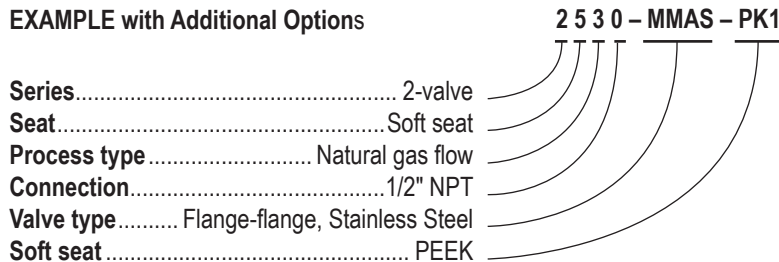 EXAMPLE with Additional Options 2 5 3 0 – MMAS – PK1
Series................................................. 2-valve
Seat..................................................Soft seat
Process type......................... Natural gas flow
Connection.......................................1/2" NPT
Valve type.......... Flange-flange, Stainless Steel
Soft seat............................................... PEEK